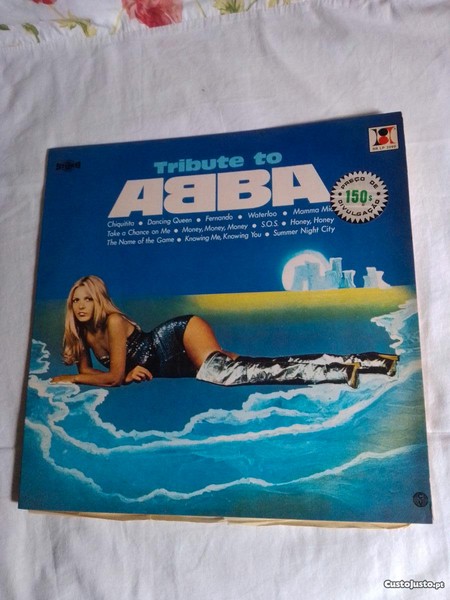 Tribute to
ABBA
Chiquitita • Dancing Queen • Fernando • Waterloo • Mamma Mia
Take a Chance on Me • Money, Money, Money • S.O.S. • Honey, Honey
The Name of the Game • Knowing Me, Knowing You • Summer Night City
PREÇO DE
150$
DIVULGAÇÃO
CustoJusto.pt